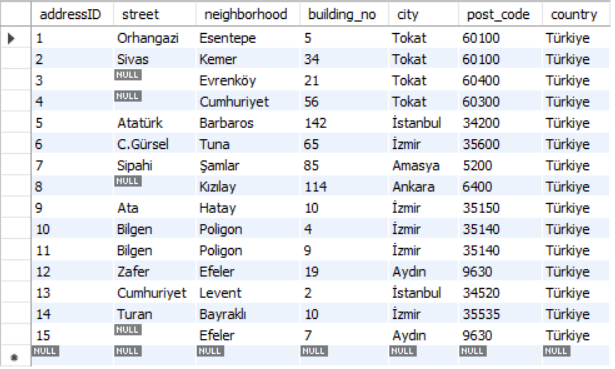 addressID street neighborhood building_no city post_code country
1 Orhangazi Esentepe 5 Tokat 60100 Türkiye
2 Sivas Kemer 34 Tokat 60100 Türkiye
3 NULL Evrenköy 21 Tokat 60400 Türkiye
4 NULL Cumhuriyet 56 Tokat 60300 Türkiye
5 Atatürk Barbaros 142 İstanbul 34200 Türkiye
6 C.Gürsel Tuna 65 İzmir 35600 Türkiye
7 Sipahi Şamlar 85 Amasya 5200 Türkiye
8 NULL Kızılay 114 Ankara 6400 Türkiye
9 Ata Hatay 10 İzmir 35150 Türkiye
10 Bilgen Poligon 4 İzmir 35140 Türkiye
11 Bilgen Poligon 9 İzmir 35140 Türkiye
12 Zafer Efeler 19 Aydın 9630 Türkiye
13 Cumhuriyet Levent 2 İstanbul 34520 Türkiye
14 Turan Bayraklı 10 İzmir 35535 Türkiye
15 NULL Efeler 7 Aydın 9630 Türkiye
NULL NULL NULL NULL NULL NULL NULL